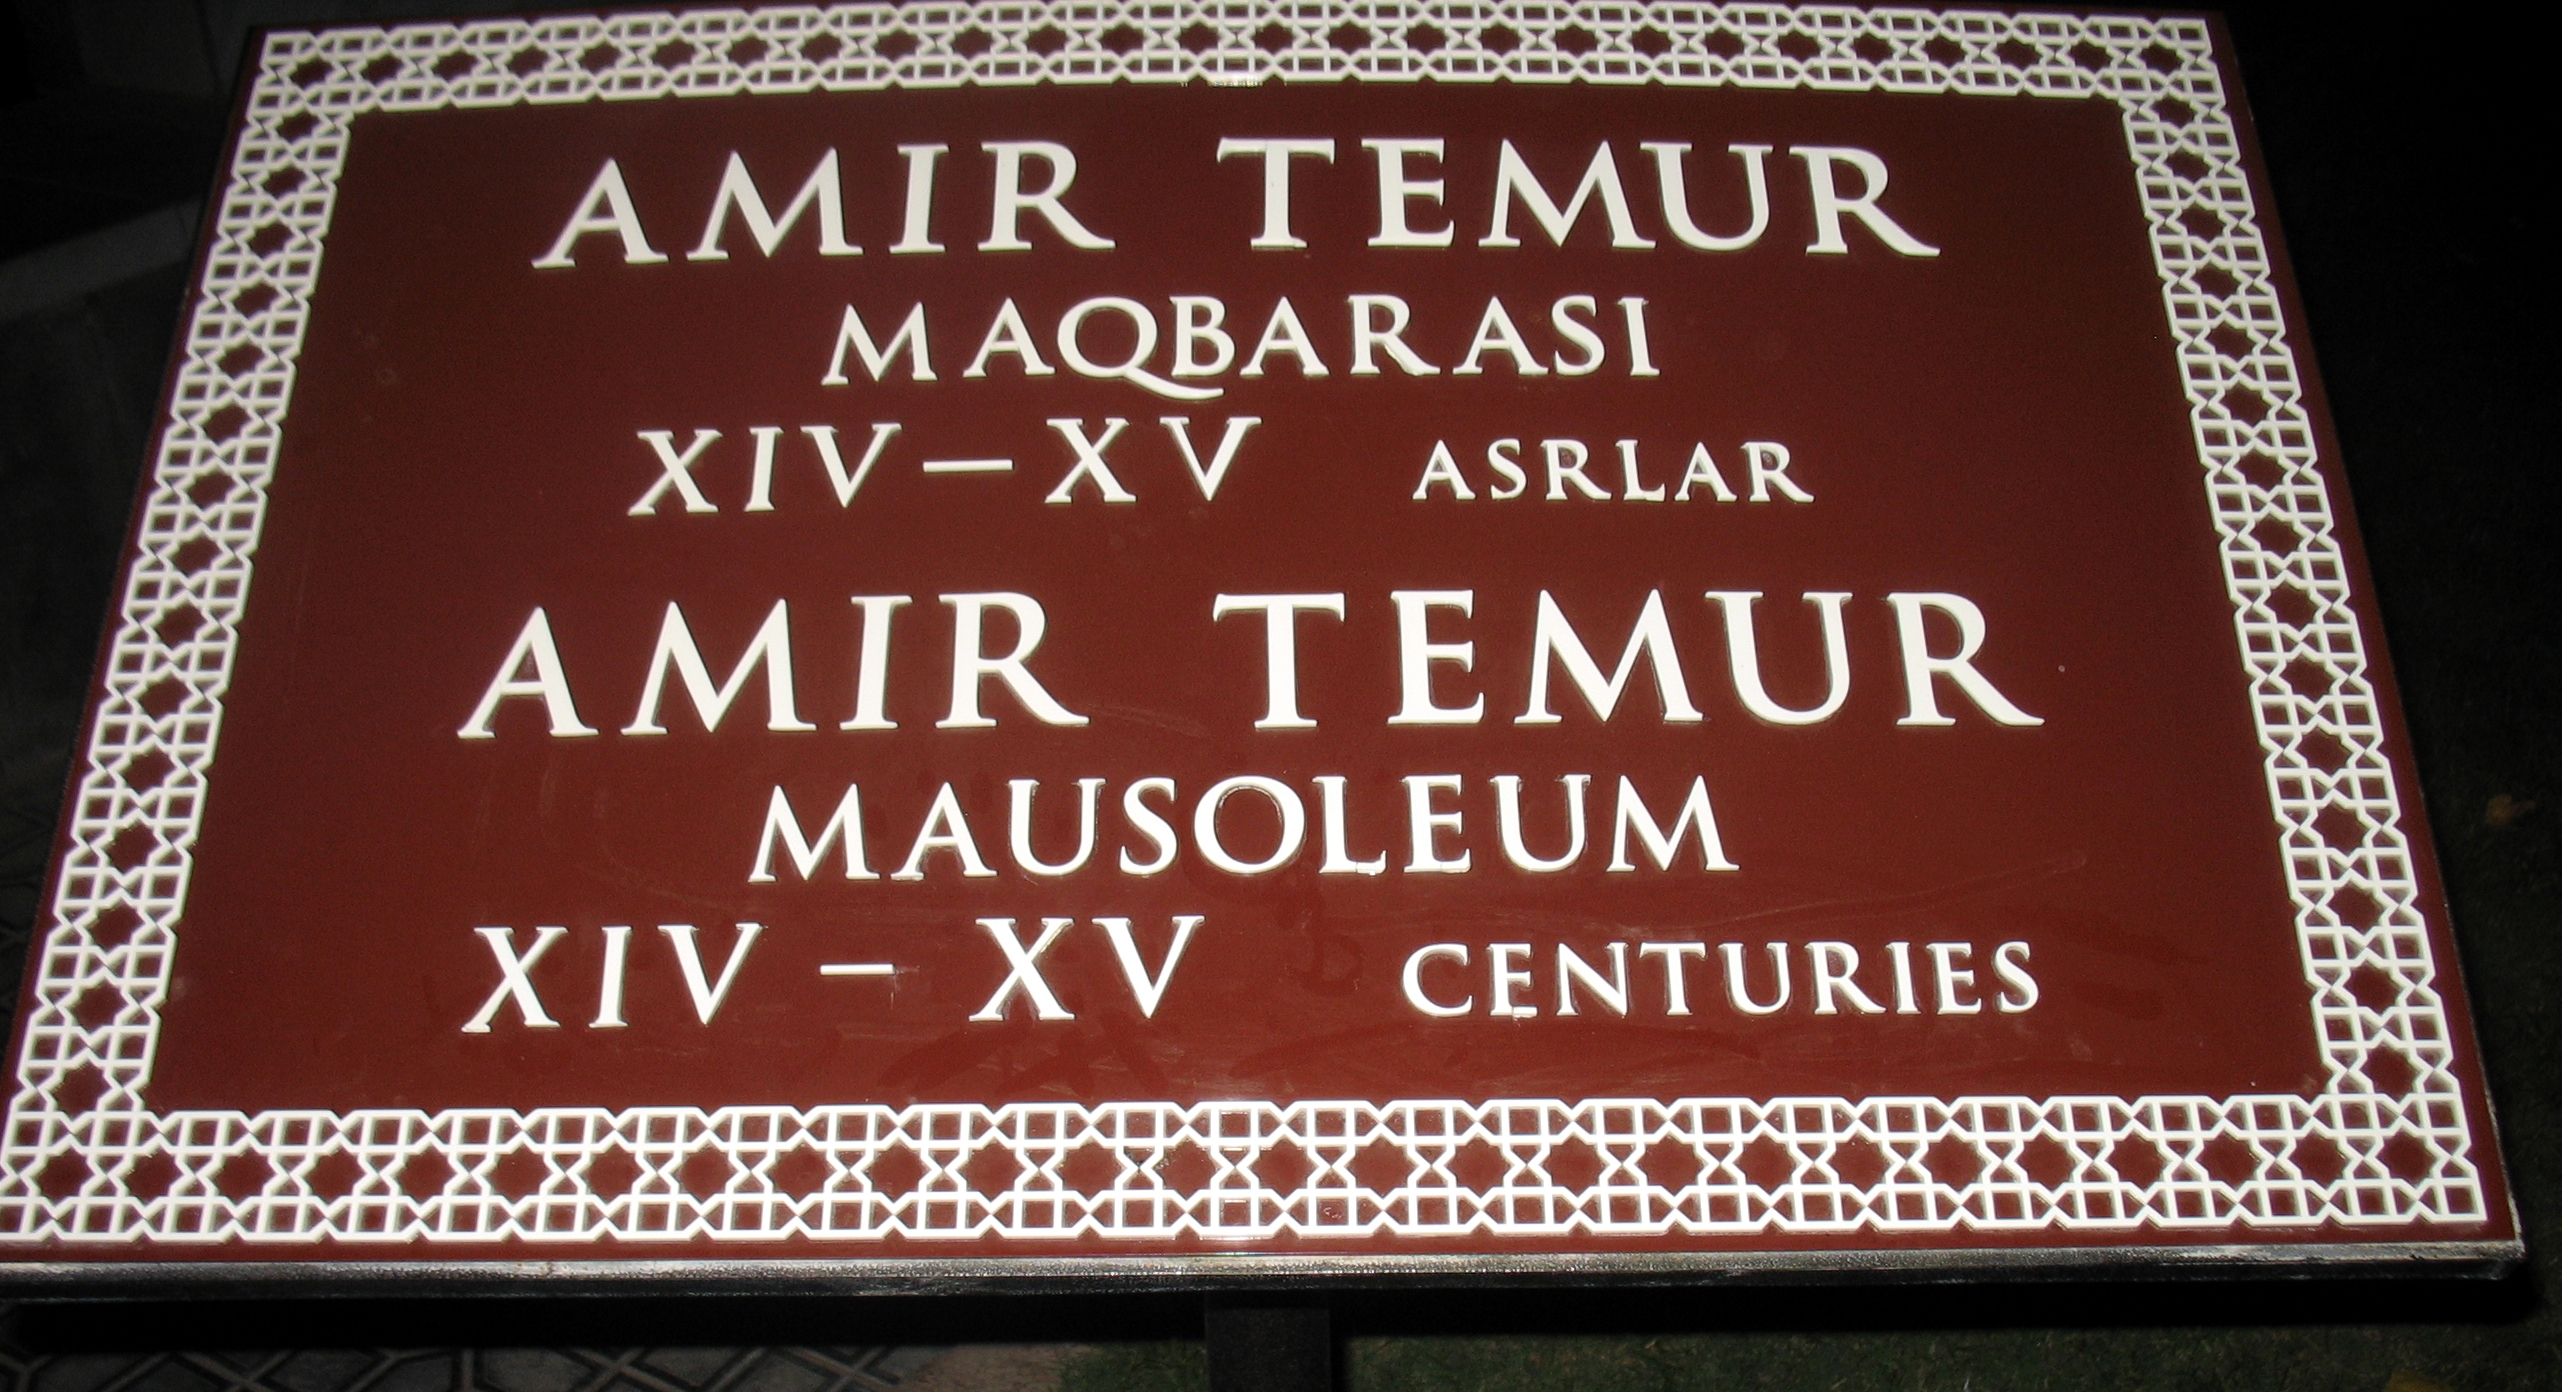 AMIR TEMUR
MAQBARASI
XIV–XV ASRLAR
AMIR TEMUR
MAUSOLEUM
XIV – XV CENTURIES